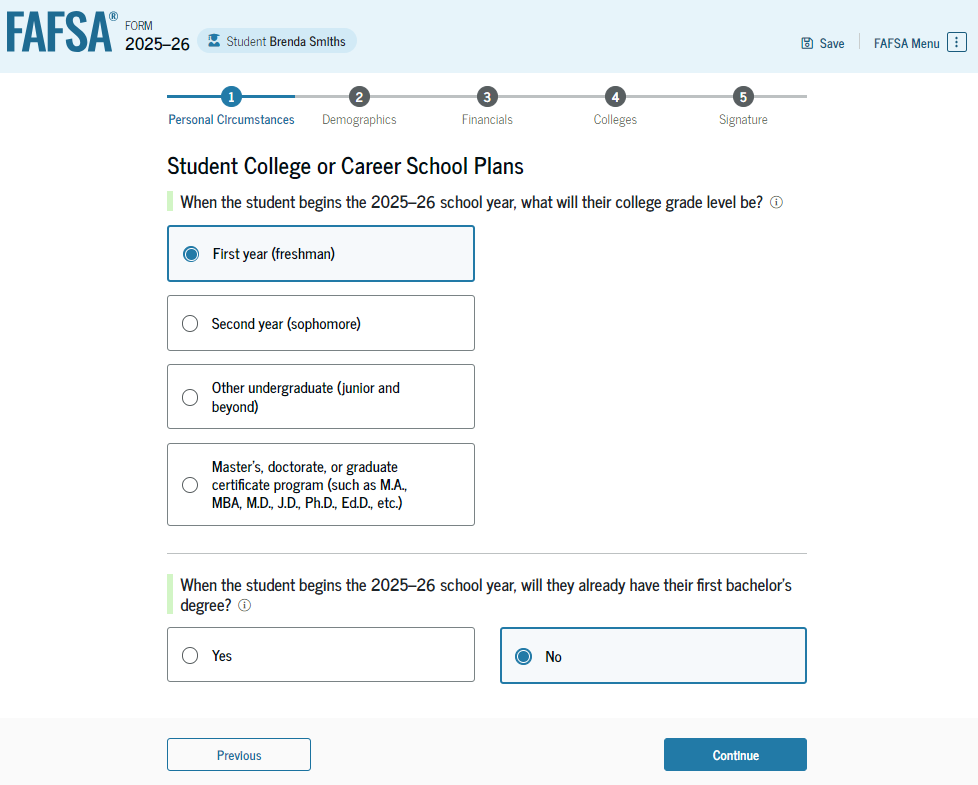 FAFSA®
FORM
2025–26
Student Brenda Smiths
Save
FAFSA Menu
1
2
3
4
5
Personal Circumstances
Demographics
Financials
Colleges
Signature
Student College or Career School Plans
When the student begins the 2025–26 school year, what will their college grade level be?
First year (freshman)
Second year (sophomore)
Other undergraduate (junior and
beyond)
Master's, doctorate, or graduate
certificate program (such as M.A.,
MBA, M.D., J.D., Ph.D., Ed.D., etc.)
When the student begins the 2025–26 school year, will they already have their first bachelor's
degree?
Yes
No
Previous
Continue